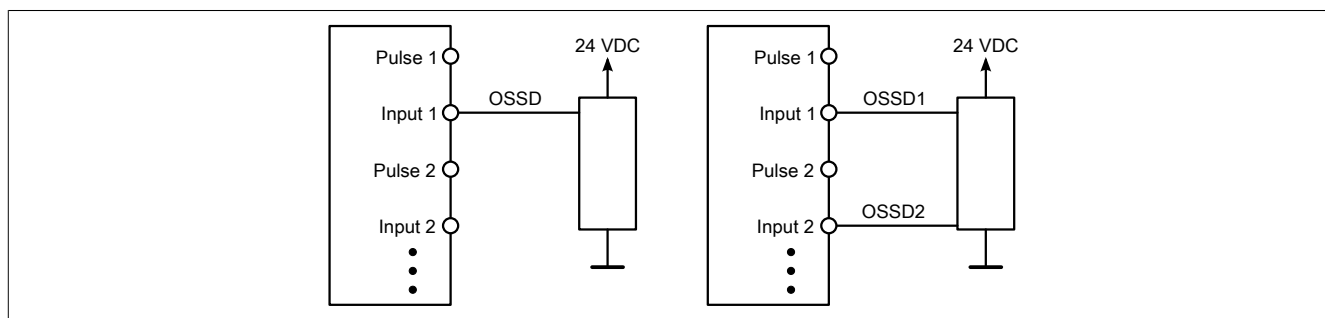 24 VDC
Pulse 1
OSSD
Input 1
Pulse 2
Input 2
24 VDC
Pulse 1
OSSD1
Input 1
Pulse 2
OSSD2
Input 2